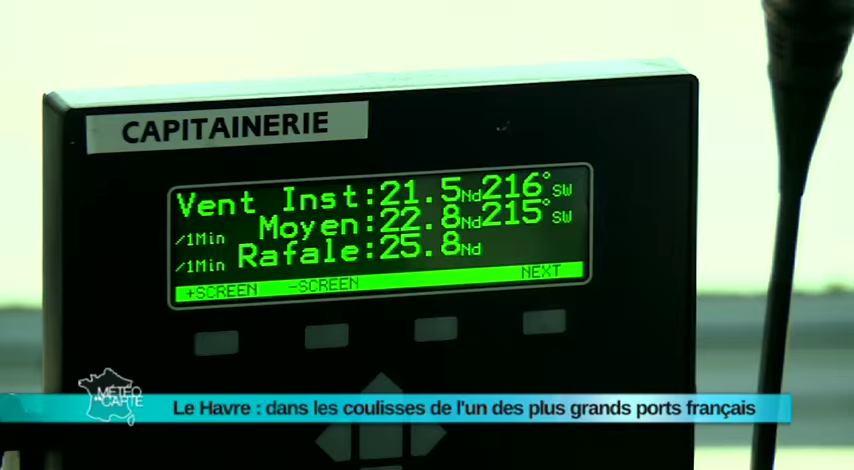 CAPITAINERIE
Vent Inst:21.5Nd216°SW
/1Min Moyen:22.8Nd215°SW
/1Min Rafale:25.8Nd
+SCREEN -SCREEN NEXT
MÉTÉO
À LA
CARTE
Le Havre : dans les coulisses de l'un des plus grands ports français